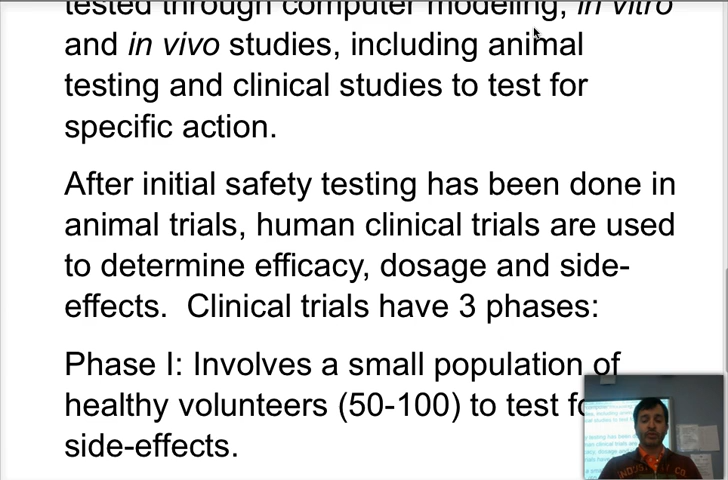 tested through computer modeling, in vitro
and in vivo studies, including animal
testing and clinical studies to test for
specific action.
After initial safety testing has been done in
animal trials, human clinical trials are used
to determine efficacy, dosage and side-
effects.  Clinical trials have 3 phases:
Phase I: Involves a small population of
healthy volunteers (50-100) to test
side-effects.